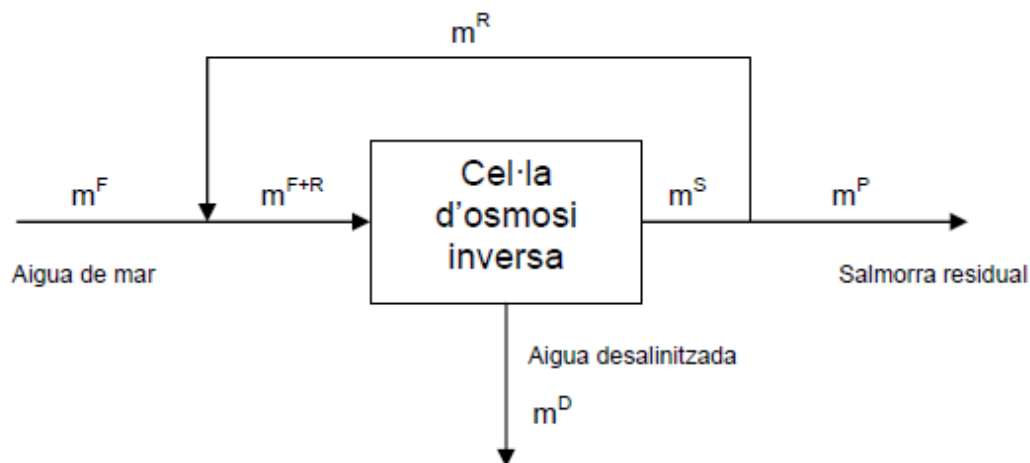 m^R
m^F
m^{F+R}
Cel·la
d'osmosi
inversa
m^S
m^P
Aigua de mar
Salmorra residual
Aigua desalinitzada
m^D